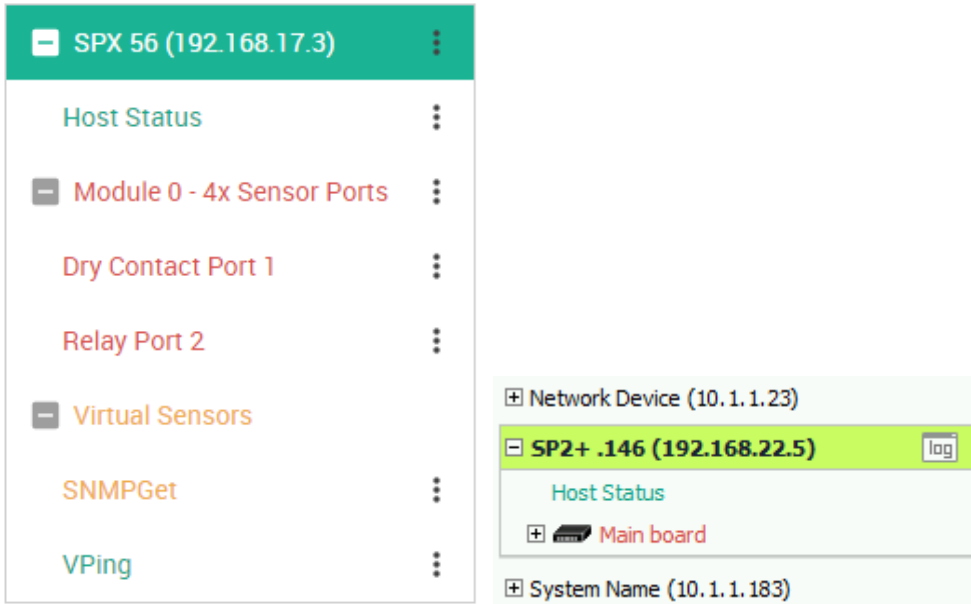 SPX 56 (192.168.17.3)
Host Status
Module 0 - 4x Sensor Ports
Dry Contact Port 1
Relay Port 2
Virtual Sensors
SNMPGet
VPing
Network Device (10.1.1.23)
SP2+ .146 (192.168.22.5)
log
Host Status
Main board
System Name (10.1.1.183)